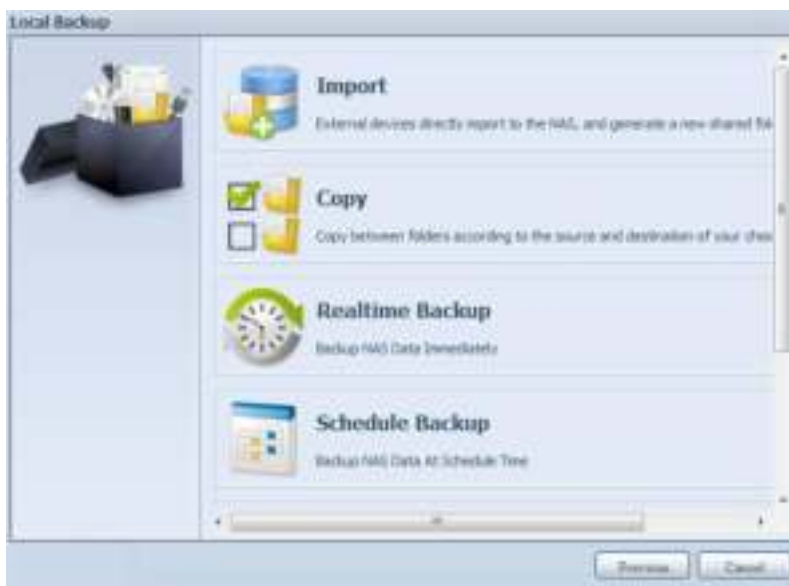 Local Backup
Import
External devices directly import to the NAS, and generate a new shared fol
Copy
Copy between folders according to the source and destination of your choi
Realtime Backup
Backup NAS Data Immediately
Schedule Backup
Backup NAS Data At Schedule Time
Previous
Cancel